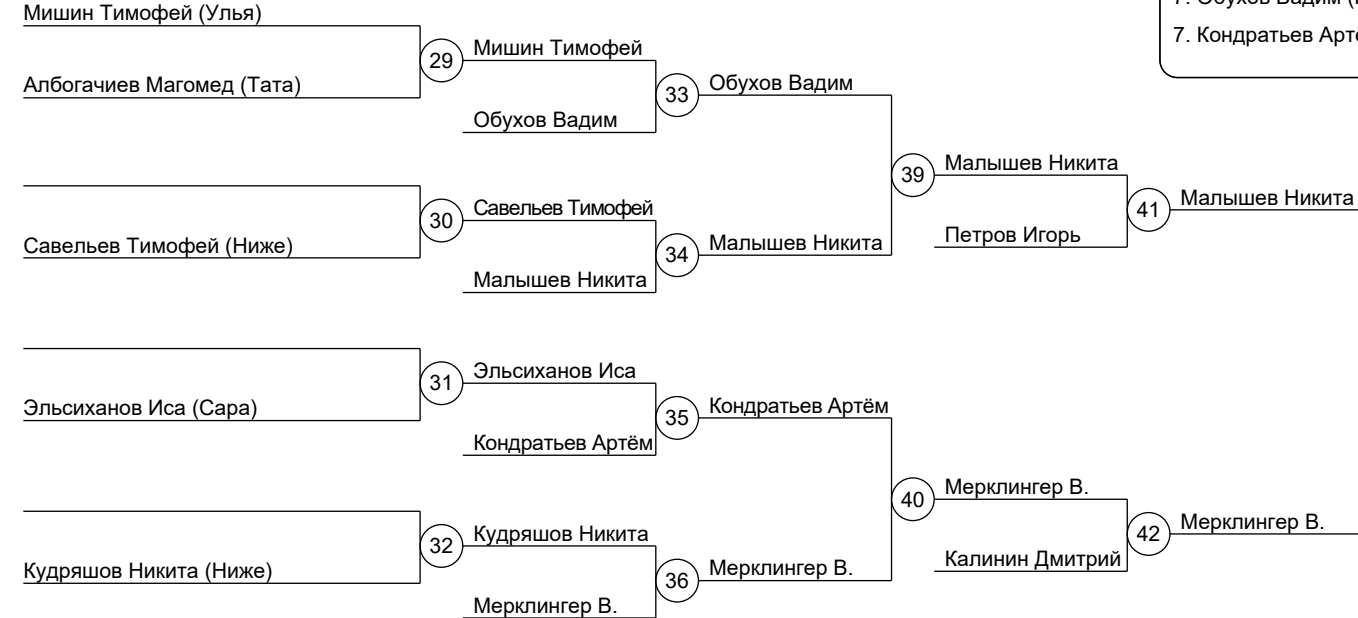 Мишин Тимофей (Улья)
7. Кондратьев Арт
29
Мишин Тимофей
Албогачиев Магомед (Тата)
33
Обухов Вадим
Обухов Вадим
39
Малышев Никита
30
Савельев Тимофей
41
Малышев Никита
Савельев Тимофей (Ниже)
34
Малышев Никита
Петров Игорь
Малышев Никита
31
Эльсиханов Иса
Эльсиханов Иса (Сара)
35
Кондратьев Артём
Кондратьев Артём
40
Мерклингер В.
32
Кудряшов Никита
42
Мерклингер В.
Кудряшов Никита (Ниже)
36
Мерклингер В.
Калинин Дмитрий
Мерклингер В.